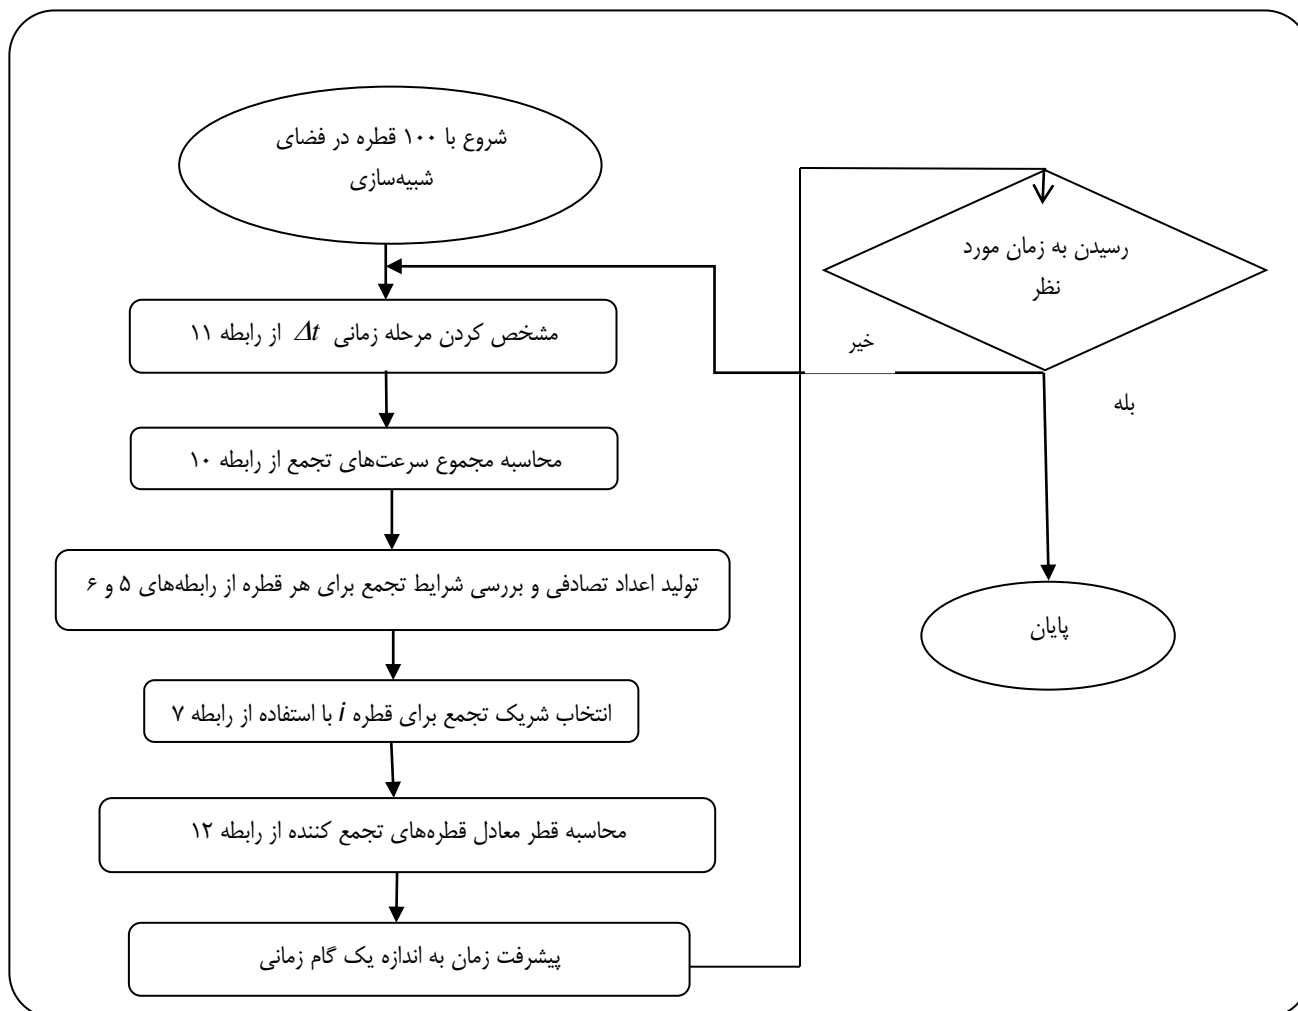 شروع با ۱۰۰ قطره در فضای
شبیه‌سازی
مشخص کردن مرحله زمانی Δt از رابطه ۱۱
محاسبه مجموع سرعت‌های تجمع از رابطه ۱۰
تولید اعداد تصادفی و بررسی شرایط تجمع برای هر قطره از رابطه‌های ۵ و ۶
انتخاب شریک تجمع برای قطره i با استفاده از رابطه ۷
محاسبه قطر معادل قطره‌های تجمع کننده از رابطه ۱۲
پیشرفت زمان به اندازه یک گام زمانی
رسیدن به زمان مورد
نظر
خیر
بله
پایان